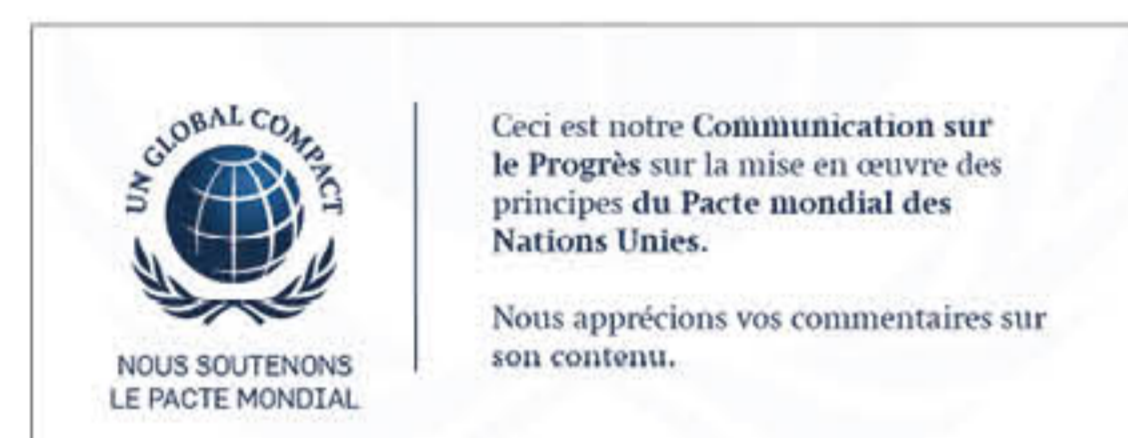 UN GLOBAL COMPACT
NOUS SOUTENONS
LE PACTE MONDIAL
Ceci est notre Communication sur
le Progrès sur la mise en œuvre des
principes du Pacte mondial des
Nations Unies.
Nous apprécions vos commentaires sur
son contenu.